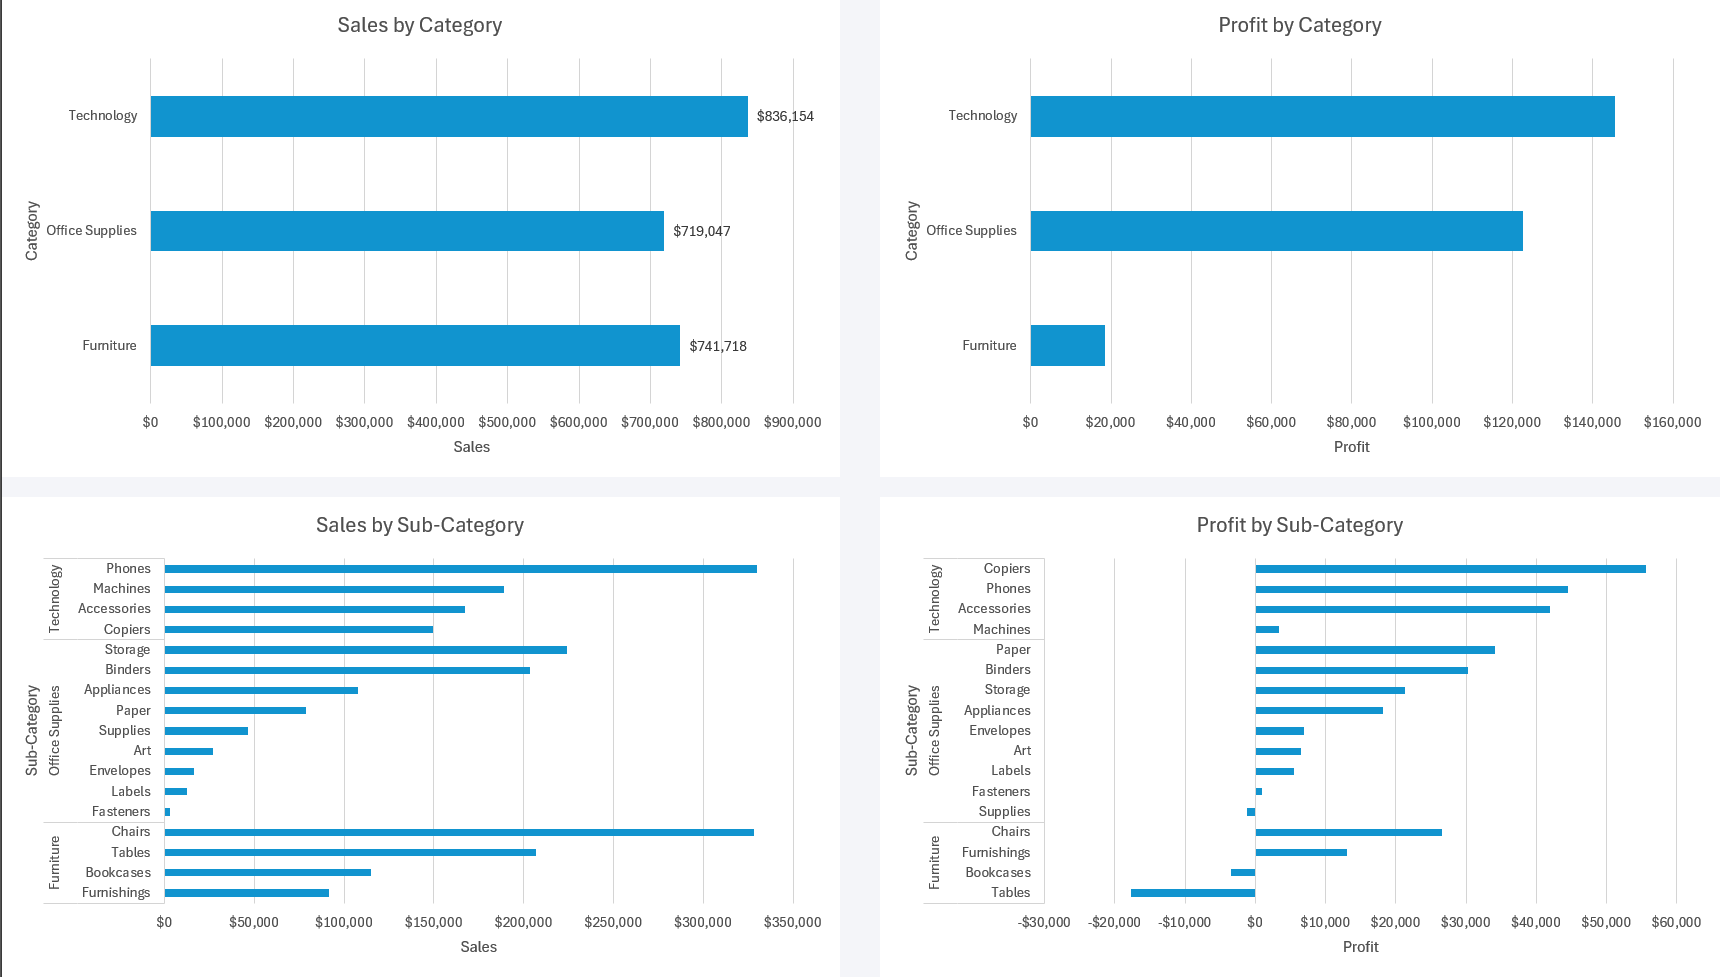 Sales by Category
Category
Technology
$836,154
Office Supplies
$719,047
Furniture
$741,718
$0 $100,000 $200,000 $300,000 $400,000 $500,000 $600,000 $700,000 $800,000 $900,000
Sales
Profit by Category
Category
Technology
Office Supplies
Furniture
$0 $20,000 $40,000 $60,000 $80,000 $100,000 $120,000 $140,000 $160,000
Profit
Sales by Sub-Category
Sub-Category
Technology
Phones
Machines
Accessories
Copiers
Office Supplies
Storage
Binders
Appliances
Paper
Supplies
Art
Envelopes
Labels
Fasteners
Furniture
Chairs
Tables
Bookcases
Furnishings
$0 $50,000 $100,000 $150,000 $200,000 $250,000 $300,000 $350,000
Sales
Profit by Sub-Category
Sub-Category
Technology
Copiers
Phones
Accessories
Machines
Office Supplies
Paper
Binders
Storage
Appliances
Envelopes
Art
Labels
Fasteners
Supplies
Furniture
Chairs
Furnishings
Bookcases
Tables
-$30,000 -$20,000 -$10,000 $0 $10,000 $20,000 $30,000 $40,000 $50,000 $60,000
Profit